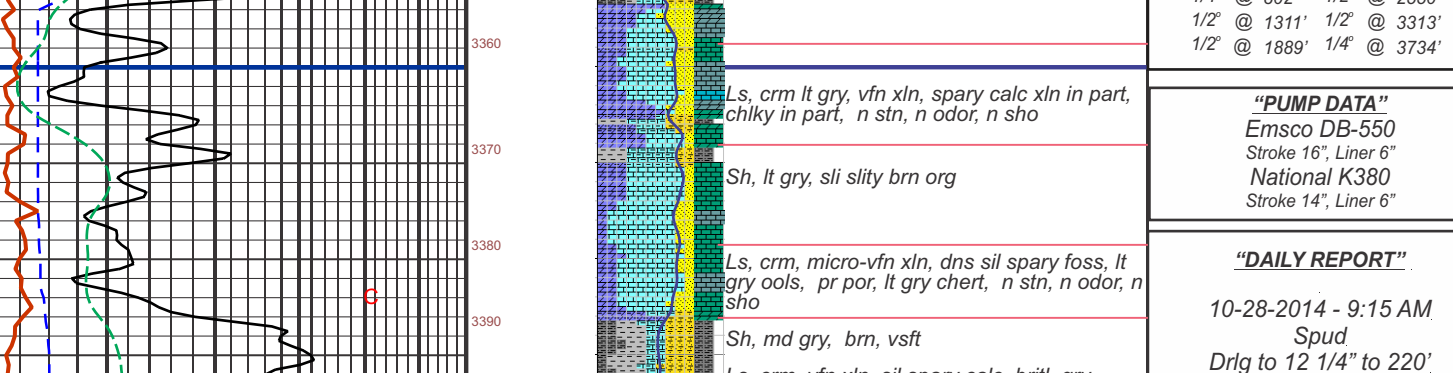 3360
3370
3380
C
3390
Ls, crm lt gry, vfn xln, spary calc xln in part,
chlky in part, n stn, n odor, n sho
Sh, lt gry, sli slity brn org
Ls, crm, micro-vfn xln, dns sil spary foss, lt
gry ools, pr por, lt gry chert, n stn, n odor, n
sho
Sh, md gry, brn, vsft
1/2° @ 1311’ 1/2° @ 3313’
1/2° @ 1889’ 1/4° @ 3734’
“PUMP DATA”
Emsco DB-550
Stroke 16”, Liner 6”
National K380
Stroke 14”, Liner 6”
“DAILY REPORT”
10-28-2014 - 9:15 AM
Spud
Drlg to 12 1/4” to 220’